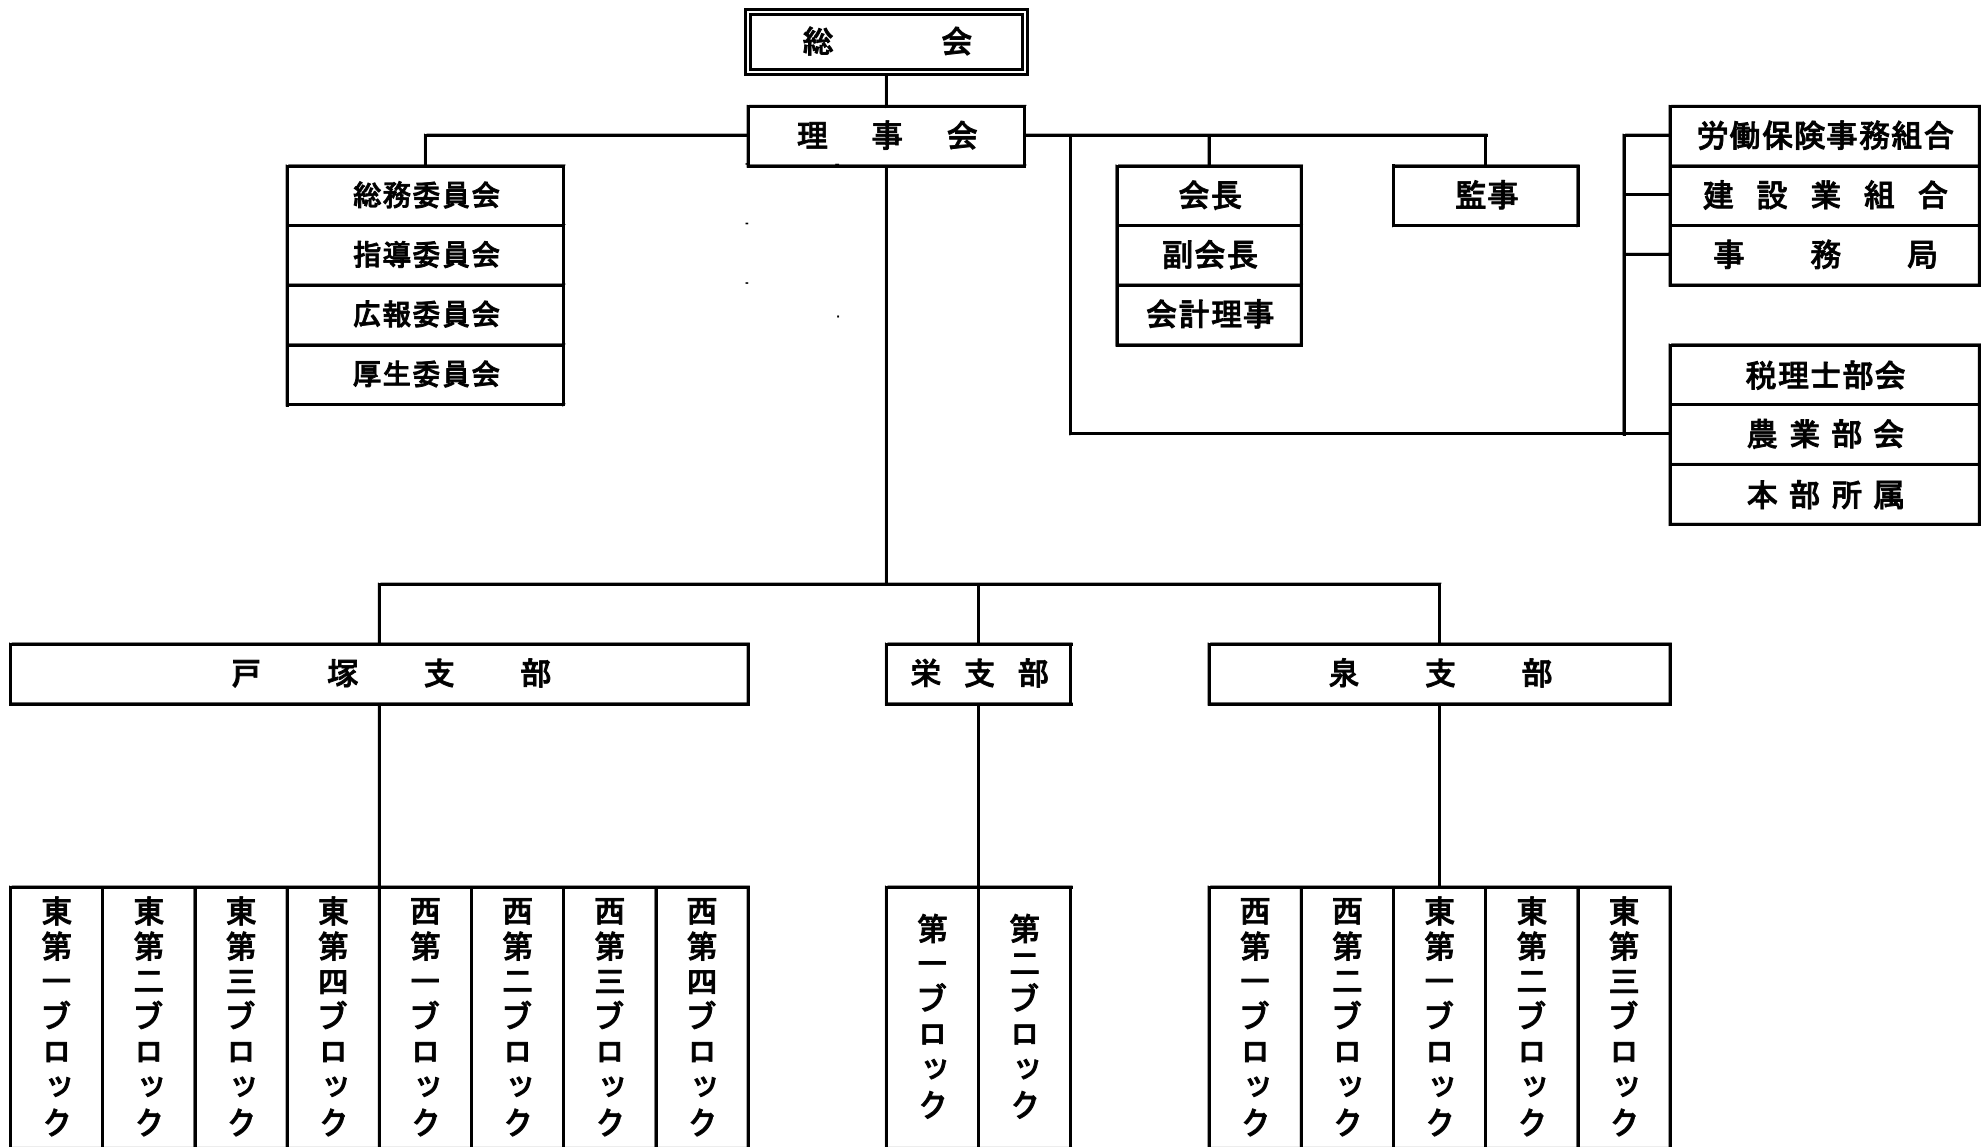 総会
理事会
総務委員会
指導委員会
広報委員会
厚生委員会
会長
副会長
会計理事
監事
労働保険事務組合
建設業組合
事務局
税理士部会
農業部会
本部所属
戸塚支部
栄支部
泉支部
東第一ブロック
東第二ブロック
東第三ブロック
東第四ブロック
西第一ブロック
西第二ブロック
西第三ブロック
西第四ブロック
第一ブロック
第二ブロック
西第一ブロック
西第二ブロック
東第一ブロック
東第二ブロック
東第三ブロック